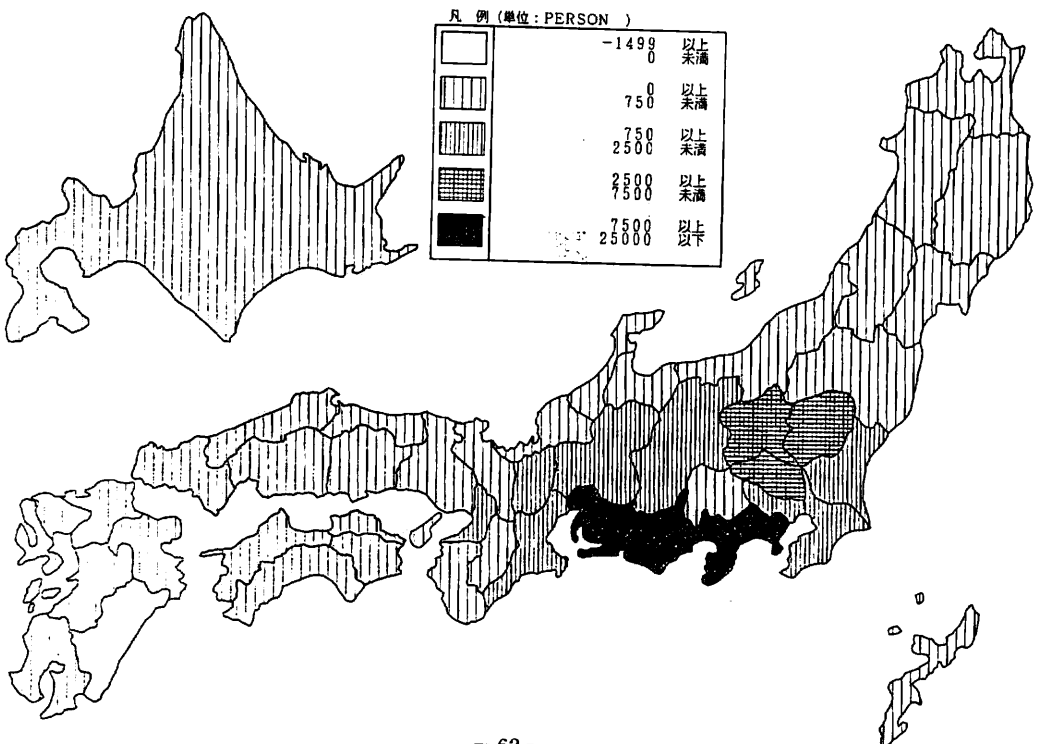 凡 例 (単位 : PERSON )
-1499 以上
0 未満
0 以上
750 未満
750 以上
2500 未満
2500 以上
7500 未満
7500 以上
25000 以下